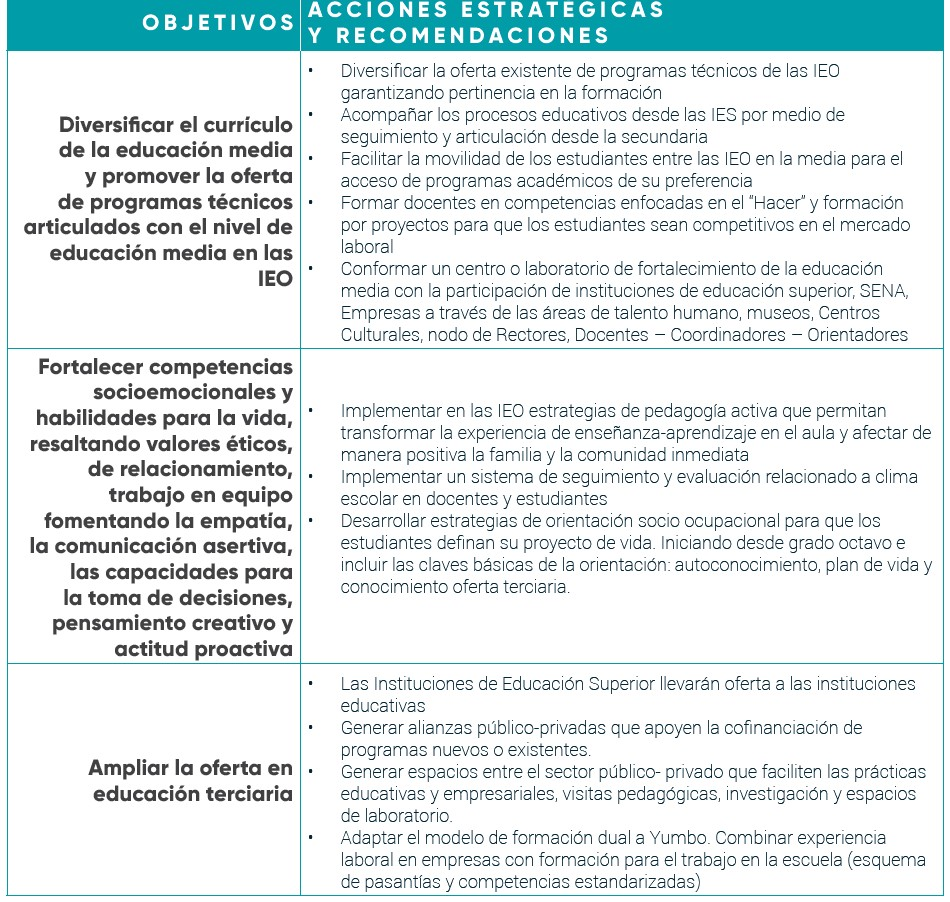 OBJETIVOS
ACCIONES ESTRATEGICAS
Y RECOMENDACIONES
Diversificar el currículo
de la educación media
y promover la oferta
de programas técnicos
articulados con el nivel de
educación media en las
IEO
• Diversificar la oferta existente de programas técnicos de las IEO
garantizando pertinencia en la formación
• Acompañar los procesos educativos desde las IES por medio de
seguimiento y articulación desde la secundaria
• Facilitar la movilidad de los estudiantes entre las IEO en la media para el
acceso de programas académicos de su preferencia
• Formar docentes en competencias enfocadas en el “Hacer” y formación
por proyectos para que los estudiantes sean competitivos en el mercado
laboral
• Conformar un centro o laboratorio de fortalecimiento de la educación
media con la participación de instituciones de educación superior, SENA,
Empresas a través de las áreas de talento humano, museos, Centros
Culturales, nodo de Rectores, Docentes – Coordinadores – Orientadores
Fortalecer competencias
socioemocionales y
habilidades para la vida,
resaltando valores éticos,
de relacionamiento,
trabajo en equipo
fomentando la empatía,
la comunicación asertiva,
las capacidades para
la toma de decisiones,
pensamiento creativo y
actitud proactiva
• Implementar en las IEO estrategias de pedagogía activa que permitan
transformar la experiencia de enseñanza-aprendizaje en el aula y afectar de
manera positiva la familia y la comunidad inmediata
• Implementar un sistema de seguimiento y evaluación relacionado a clima
escolar en docentes y estudiantes
• Desarrollar estrategias de orientación socio ocupacional para que los
estudiantes definan su proyecto de vida. Iniciando desde grado octavo e
incluir las claves básicas de la orientación: autoconocimiento, plan de vida y
conocimiento oferta terciaria.
Ampliar la oferta en
educación terciaria
• Las Instituciones de Educación Superior llevarán oferta a las instituciones
educativas
• Generar alianzas público-privadas que apoyen la cofinanciación de
programas nuevos o existentes.
• Generar espacios entre el sector público- privado que faciliten las prácticas
educativas y empresariales, visitas pedagógicas, investigación y espacios
de laboratorio.
• Adaptar el modelo de formación dual a Yumbo. Combinar experiencia
laboral en empresas con formación para el trabajo en la escuela (esquema
de pasantías y competencias estandarizadas)